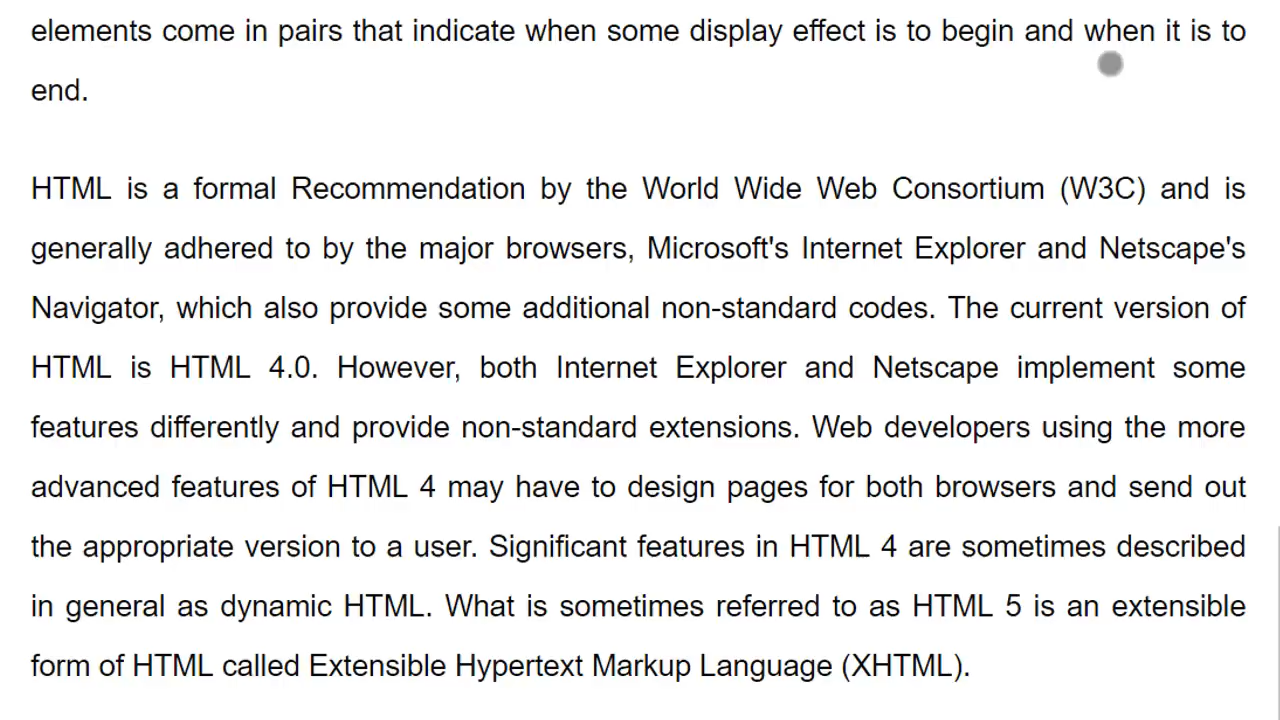 elements come in pairs that indicate when some display effect is to begin and when it is to
end.
HTML is a formal Recommendation by the World Wide Web Consortium (W3C) and is
generally adhered to by the major browsers, Microsoft's Internet Explorer and Netscape's
Navigator, which also provide some additional non-standard codes. The current version of
HTML is HTML 4.0. However, both Internet Explorer and Netscape implement some
features differently and provide non-standard extensions. Web developers using the more
advanced features of HTML 4 may have to design pages for both browsers and send out
the appropriate version to a user. Significant features in HTML 4 are sometimes described
in general as dynamic HTML. What is sometimes referred to as HTML 5 is an extensible
form of HTML called Extensible Hypertext Markup Language (XHTML).